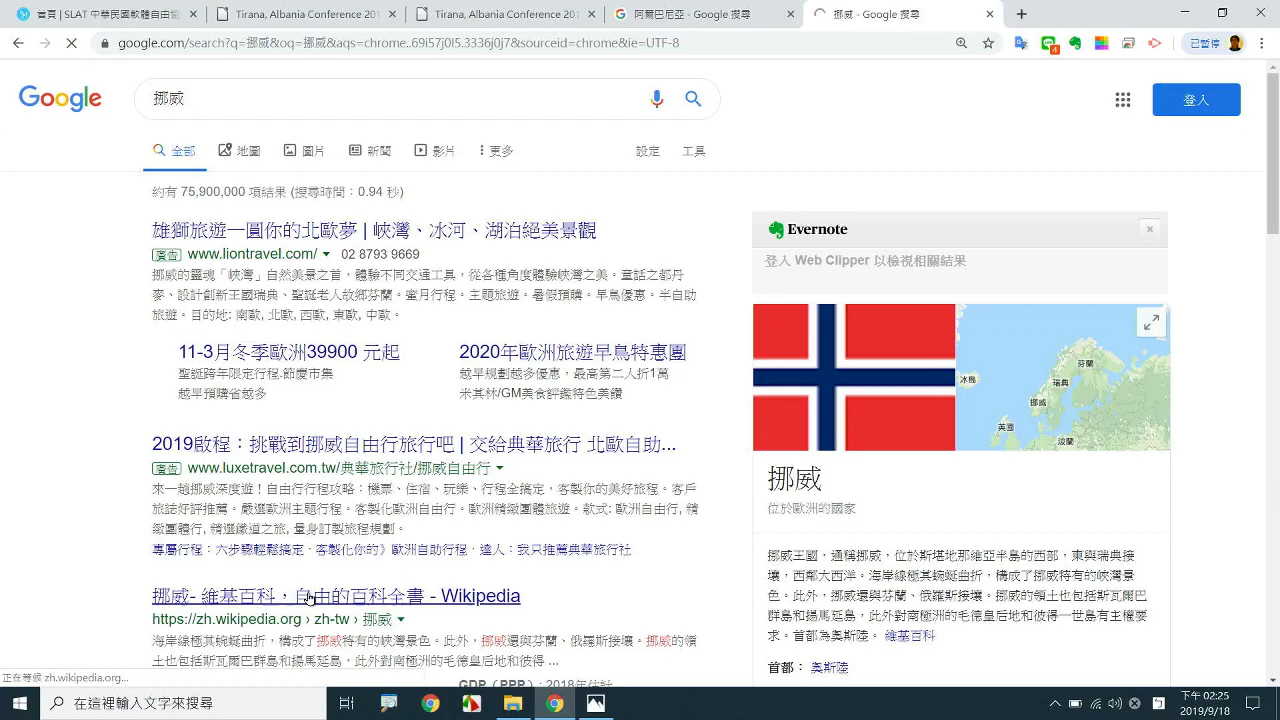 首頁 | SLAT 中華民國軟體自由協
Tirana, Albania Conference 201
Tirana, Albania Conference 201
阿爾巴尼亞 - Google 搜尋
挪威 - Google 搜尋
google.com/search?q=挪威&oq=挪威&aqs=chrome..69i57j0l5.3336j0j7&sourceid=chrome&ie=UTF-8
4
已暫停
Google
挪威
登入
全部
地圖
圖片
新聞
影片
更多
設定
工具
約有 75,900,000 項結果 (搜尋時間：0.94 秒)
雄獅旅遊一圓你的北歐夢 | 峽灣、冰河、湖泊絕美景觀
廣告 www.liontravel.com/ 02 8793 9669
挪威的靈魂「峽灣」自然美景之首，體驗不同交通工具，從各種角度體驗峽灣之美。童話之都丹
麥、設計創新王國瑞典、聖誕老人故鄉芬蘭。蜜月行程。主題旅遊。暑假預購。早鳥優惠。半自助
旅遊。目的地: 南歐, 北歐, 西歐, 東歐, 中歐.
11-3月冬季歐洲39900 元起
聖誕跨年限定行程.節慶市集
越早預購省越多
2020年歐洲旅遊早鳥特惠團
越早規劃越多優惠，最高第二人折1萬
米其林/GM美食評鑑特色美饌
2019啟程：挑戰到挪威自由行旅行吧 | 交給典華旅行 北歐自助...
廣告 www.luxetravel.com.tw/典華旅行社/挪威自由行
來一趟挪威深度遊！自由行行程攻略：機票、住宿、玩樂、行程全搞定，客製你的美好旅程。客戶
旅誌好評推薦。嚴選歐洲主題行程。客製化歐洲自由行。歐洲精緻團體旅遊。款式: 歐洲自由行, 精
緻團體行, 精選鐵道之旅, 量身訂製旅程規劃.
專屬行程：六步驟輕鬆搞定 · 客製化你的》歐洲自助行程 · 達人：我只推薦典華旅行社
挪威- 維基百科，自由的百科全書 - Wikipedia
https://zh.wikipedia.org › zh-tw › 挪威
海岸線極其蜿蜒曲折，構成了挪威特有的峽灣景色。此外，挪威還與芬蘭、俄羅斯接壤。挪威的領
土也包括斯瓦爾巴群島和揚馬延島，此外對南極洲的毛德皇后地和彼得 ...
Evernote
登入 Web Clipper 以檢視相關結果
冰島
芬蘭
瑞典
挪威
英國
波蘭
挪威
位於歐洲的國家
挪威王國，通稱挪威，位於斯堪地那維亞半島的西部，東與瑞典接
壤，西鄰大西洋。海岸線極其蜿蜒曲折，構成了挪威特有的峽灣景
色。此外，挪威還與芬蘭、俄羅斯接壤。挪威的領土也包括斯瓦爾巴
群島和揚馬延島，此外對南極洲的毛德皇后地和彼得一世島有主權要
求。首都為奧斯陸。 維基百科
首都： 奧斯陸
正在等候 zh.wikipedia.org...
在這裡輸入文字來搜尋
下午 02:25
2019/9/18